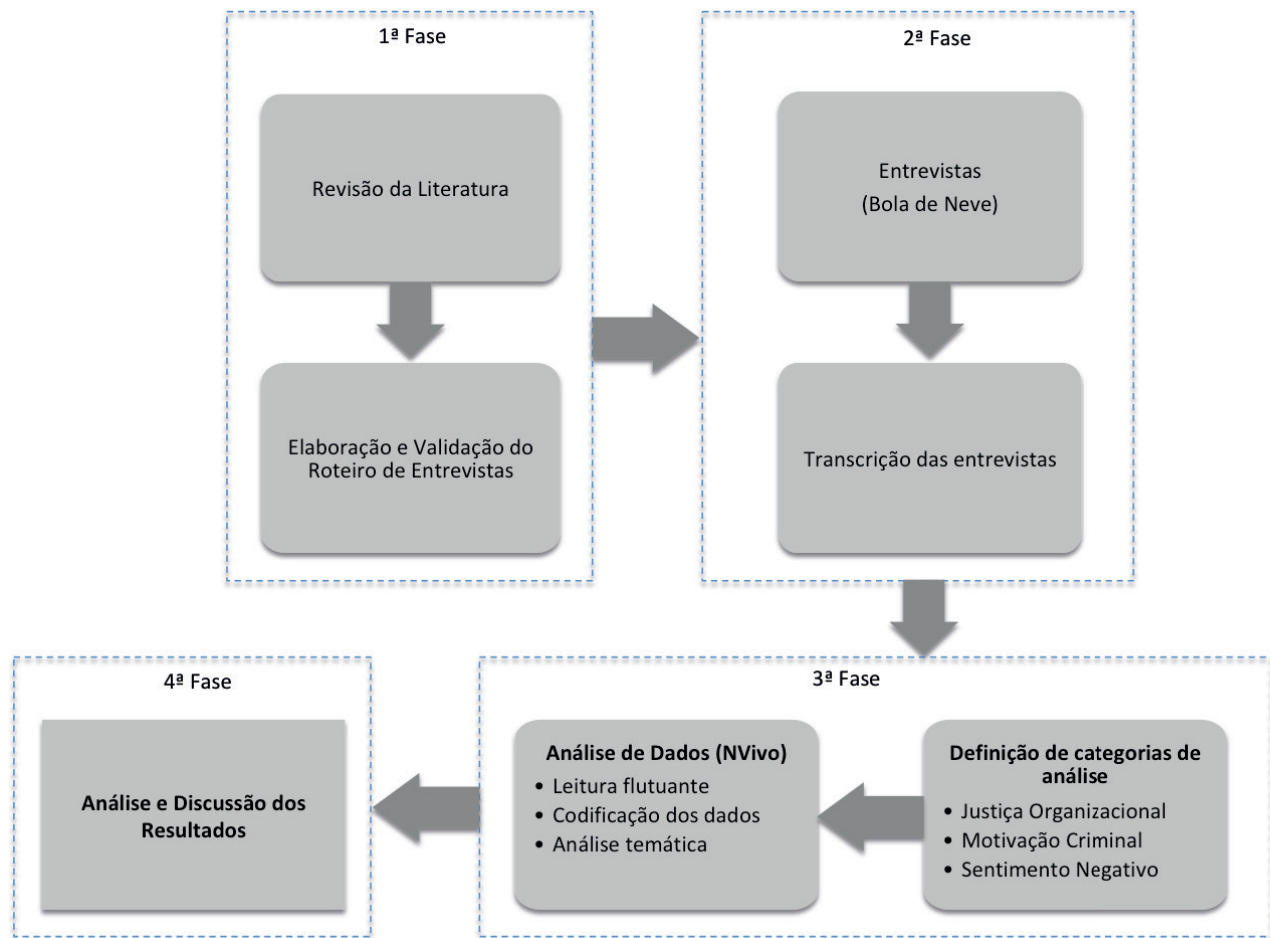 1ª Fase
Revisão da Literatura
Elaboração e Validação do
Roteiro de Entrevistas
2ª Fase
Entrevistas
(Bola de Neve)
Transcrição das entrevistas
3ª Fase
Definição de categorias de
análise
• Justiça Organizacional
• Motivação Criminal
• Sentimento Negativo
Análise de Dados (NVivo)
• Leitura flutuante
• Codificação dos dados
• Análise temática
4ª Fase
Análise e Discussão dos
Resultados